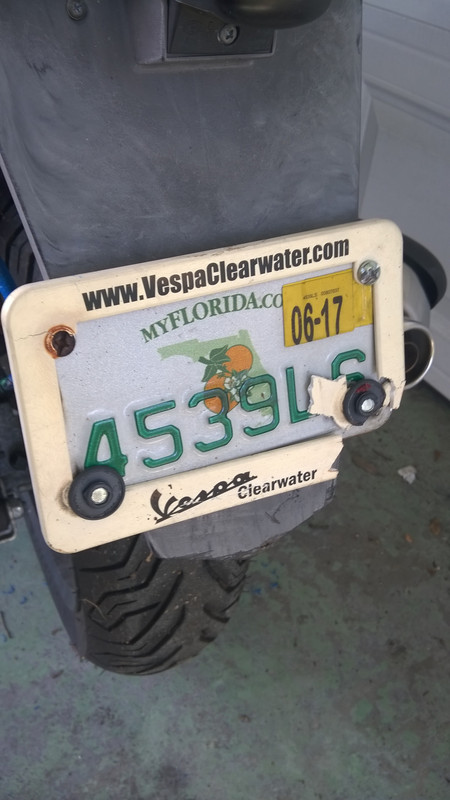 www.VespaClearwater.com
MYFLORIDA.co
06-17
4539L
Vespa
Clearwater